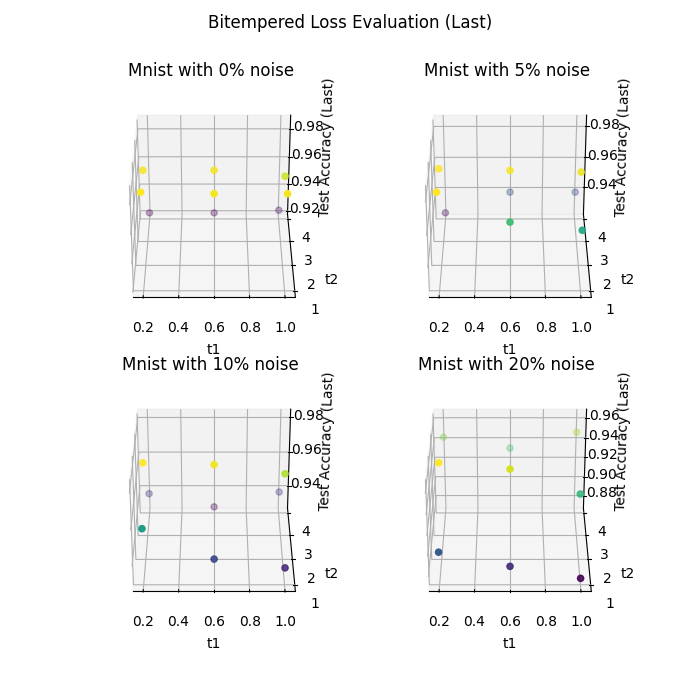 Bitempered Loss Evaluation (Last)
Mnist with 0% noise
0.98
0.96
0.94
0.92
Test Accuracy (Last)
4
3
2
1
t2
0.2 0.4 0.6 0.8 1.0
t1
Mnist with 5% noise
0.98
0.96
0.94
Test Accuracy (Last)
4
3
2
1
t2
0.2 0.4 0.6 0.8 1.0
t1
Mnist with 10% noise
0.98
0.96
0.94
Test Accuracy (Last)
4
3
2
1
t2
0.2 0.4 0.6 0.8 1.0
t1
Mnist with 20% noise
0.96
0.94
0.92
0.90
0.88
Test Accuracy (Last)
4
3
2
1
t2
0.2 0.4 0.6 0.8 1.0
t1